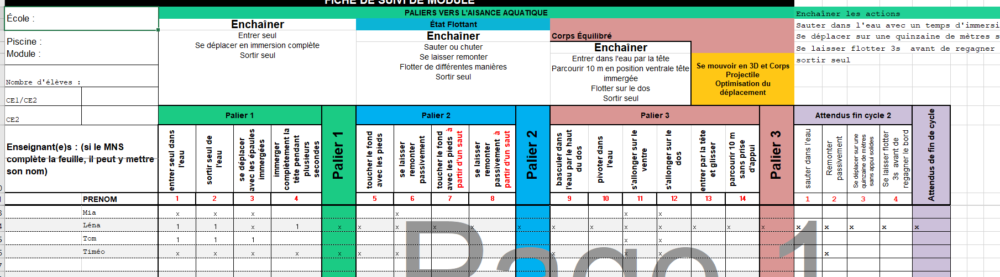 FICHE DE SUIVI DE MODULE
École :
PALIERS VERS L'AISANCE AQUATIQUE
Enchaîner les actions
Enchaîner
État Flottant
Sauter dans l'eau avec un temps d'immersi
Entrer seul
Enchaîner
Corps Équilibré
Se déplacer sur une quinzaine de mètres s
Piscine :
Se déplacer en immersion complète
Sauter ou chuter
Enchaîner
Se laisser flotter 3s  avant de regagner
Module :
Sortir seul
Se laisser remonter
Entrer dans l'eau par la tête
sortir seul
Flotter de différentes manières
Parcourir 10 m en position ventrale tête
immergée
Sortir seul
Flotter sur le dos
Sortir seul
Se mouvoir en 3D et Corps
Projectile
Optimisation du
déplacement
Nombre d'élèves :
CE1/CE2
CE2
Palier 1
Palier 2
Palier 3
Attendus fin cycle 2
Enseignant(e)s : (si le MNS
complète la feuille, il peut y mettre
son nom)
entrer seul dans
l'eau
sortir seul de
l'eau
se déplacer
avec les épaules
immergées
immerger
complètement la
tête pendant
plusieurs
secondes
Palier 1
toucher le fond
avec les pieds
se laisser
remonter
passivement
toucher le fond
avec les pieds à
partir d'un saut
se laisser
remonter
passivement à
partir d'un saut
Palier 2
basculer dans
l'eau par le haut
du dos
pivoter dans
l'eau
s'allonger sur le
ventre
s'allonger sur le
dos
entrer par la tête
et glisser
parcourir 10 m
sans prise
d'appui
Palier 3
sauter dans l'eau
Remonter
passivement
Se déplacer sur une
quinzaine de mètres
sans appui solides
Se laisser flotter
3s  avant de
regagner le bord
Attendus de fin de cycle
PRENOM 1 2 3 4 5 6 7 8 9 10 11 12 13 14 1 2 3 4
Mia x x x x x x
Léna 1 1 x 1 x x x x x x x x x x x x x x x x x x
Tom 1 1 1 x x
Timéo x x x x x x x x x x x
Page 1